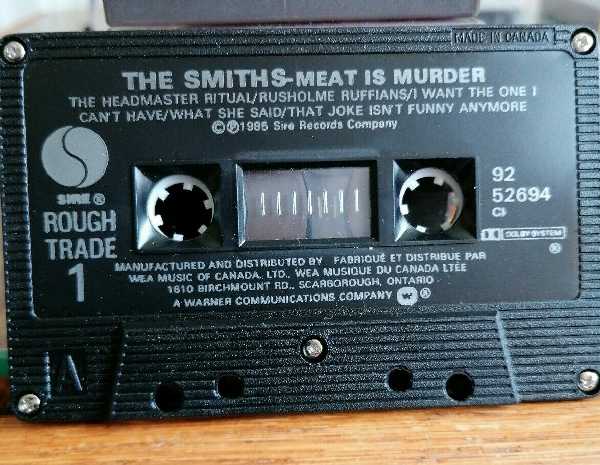 MADE IN CANADA
THE SMITHS-MEAT IS MURDER
THE HEADMASTER RITUAL/RUSHOLME RUFFIANS/I WANT THE ONE I
CAN'T HAVE/WHAT SHE SAID/THAT JOKE ISN'T FUNNY ANYMORE
©℗1985 Sire Records Company
SIRE®
ROUGH
TRADE
1
92
52694
DOLBY SYSTEM
®
MANUFACTURED AND DISTRIBUTED BY FABRIQUÉ ET DISTRIBUE PAR
WEA MUSIC OF CANADA, LTD., WEA MUSIQUE DU CANADA LTÉE
1810 BIRCHMOUNT RD., SCARBOROUGH, ONTARIO
A WARNER COMMUNICATIONS COMPANY ®
A